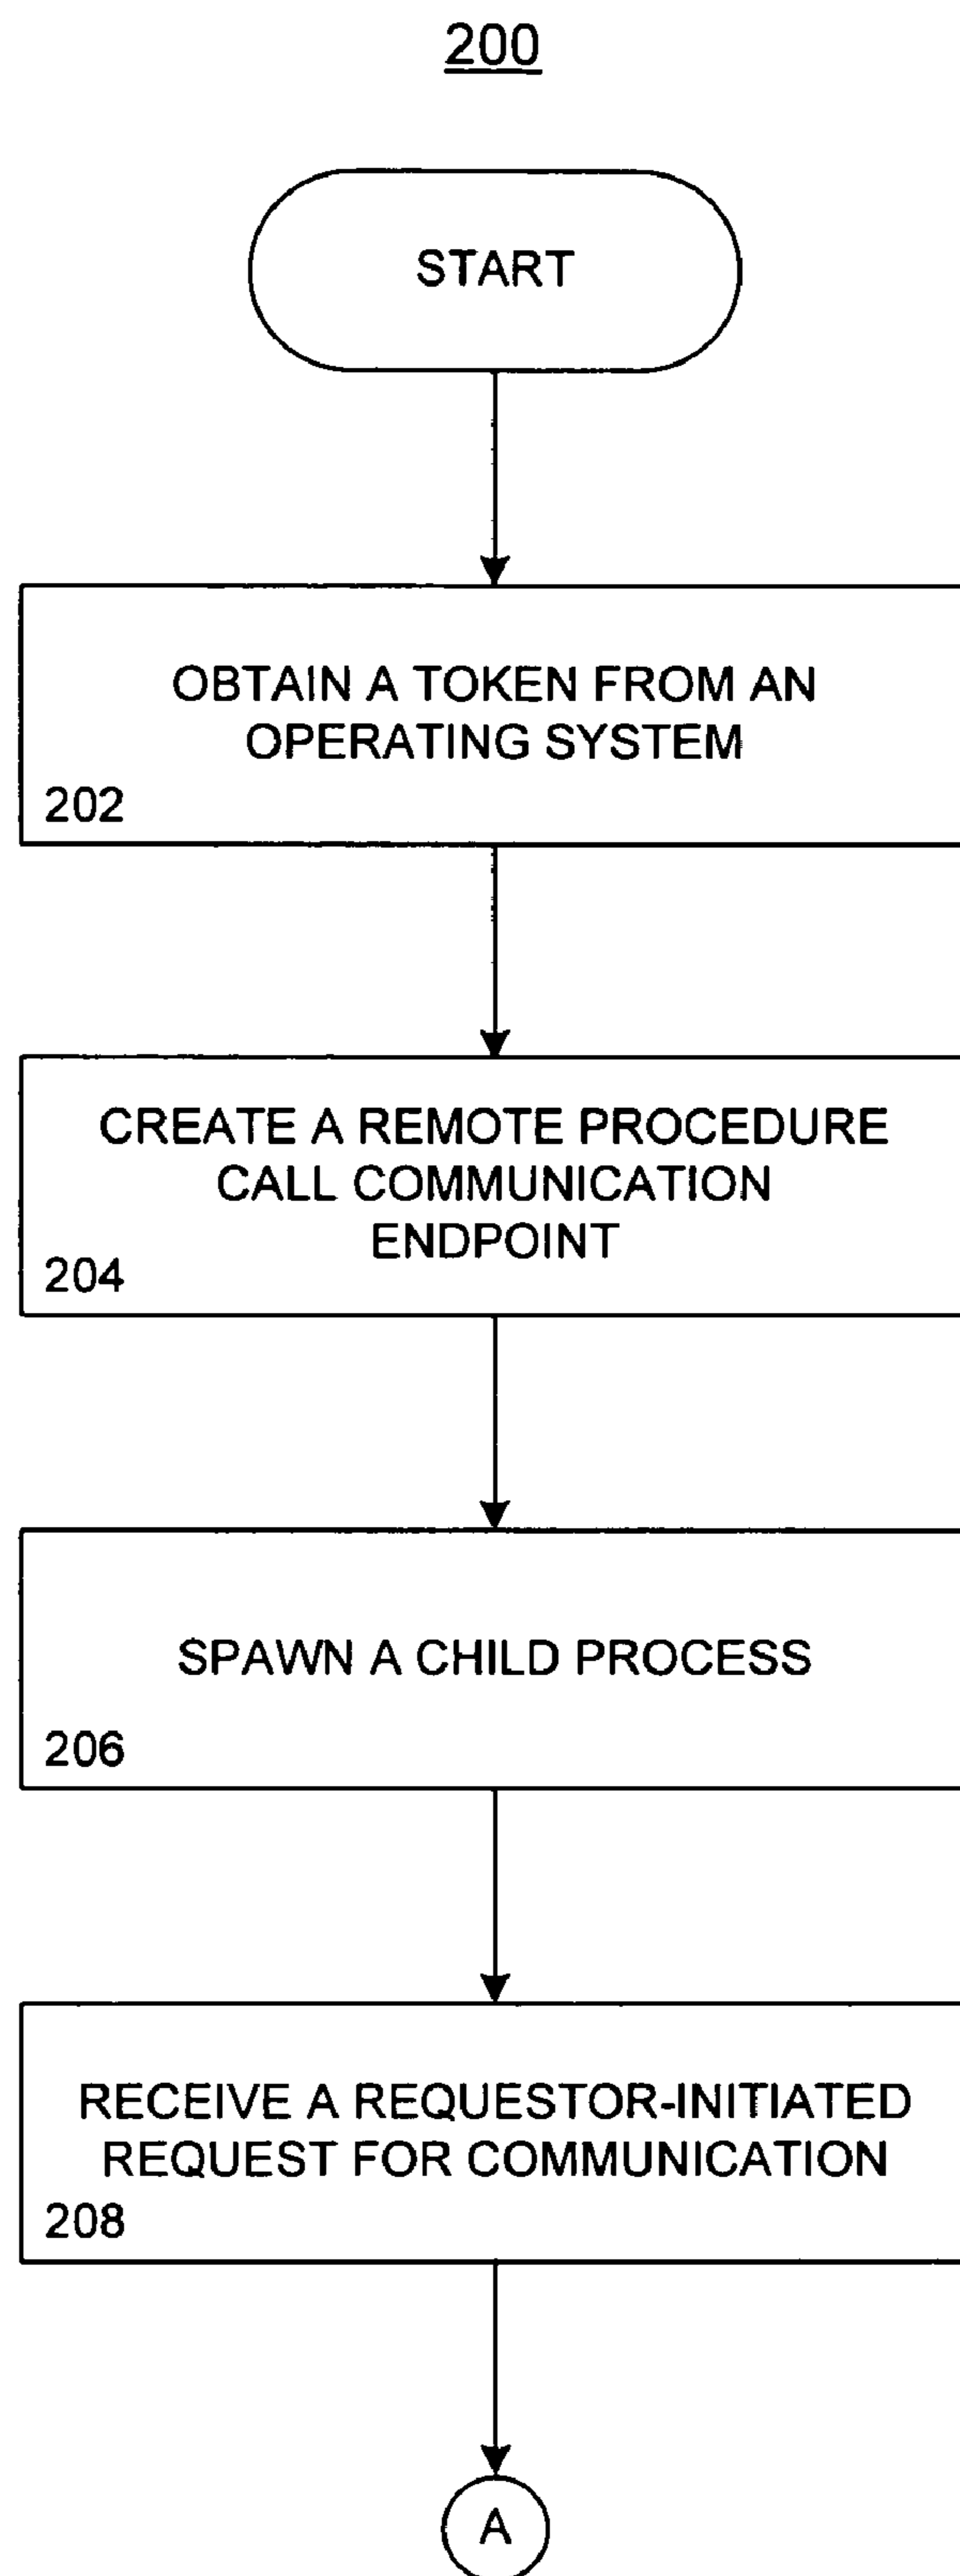 200
START
OBTAIN A TOKEN FROM AN
OPERATING SYSTEM
202
CREATE A REMOTE PROCEDURE
CALL COMMUNICATION
ENDPOINT
204
SPAWN A CHILD PROCESS
206
RECEIVE A REQUESTOR-INITIATED
REQUEST FOR COMMUNICATION
208
A